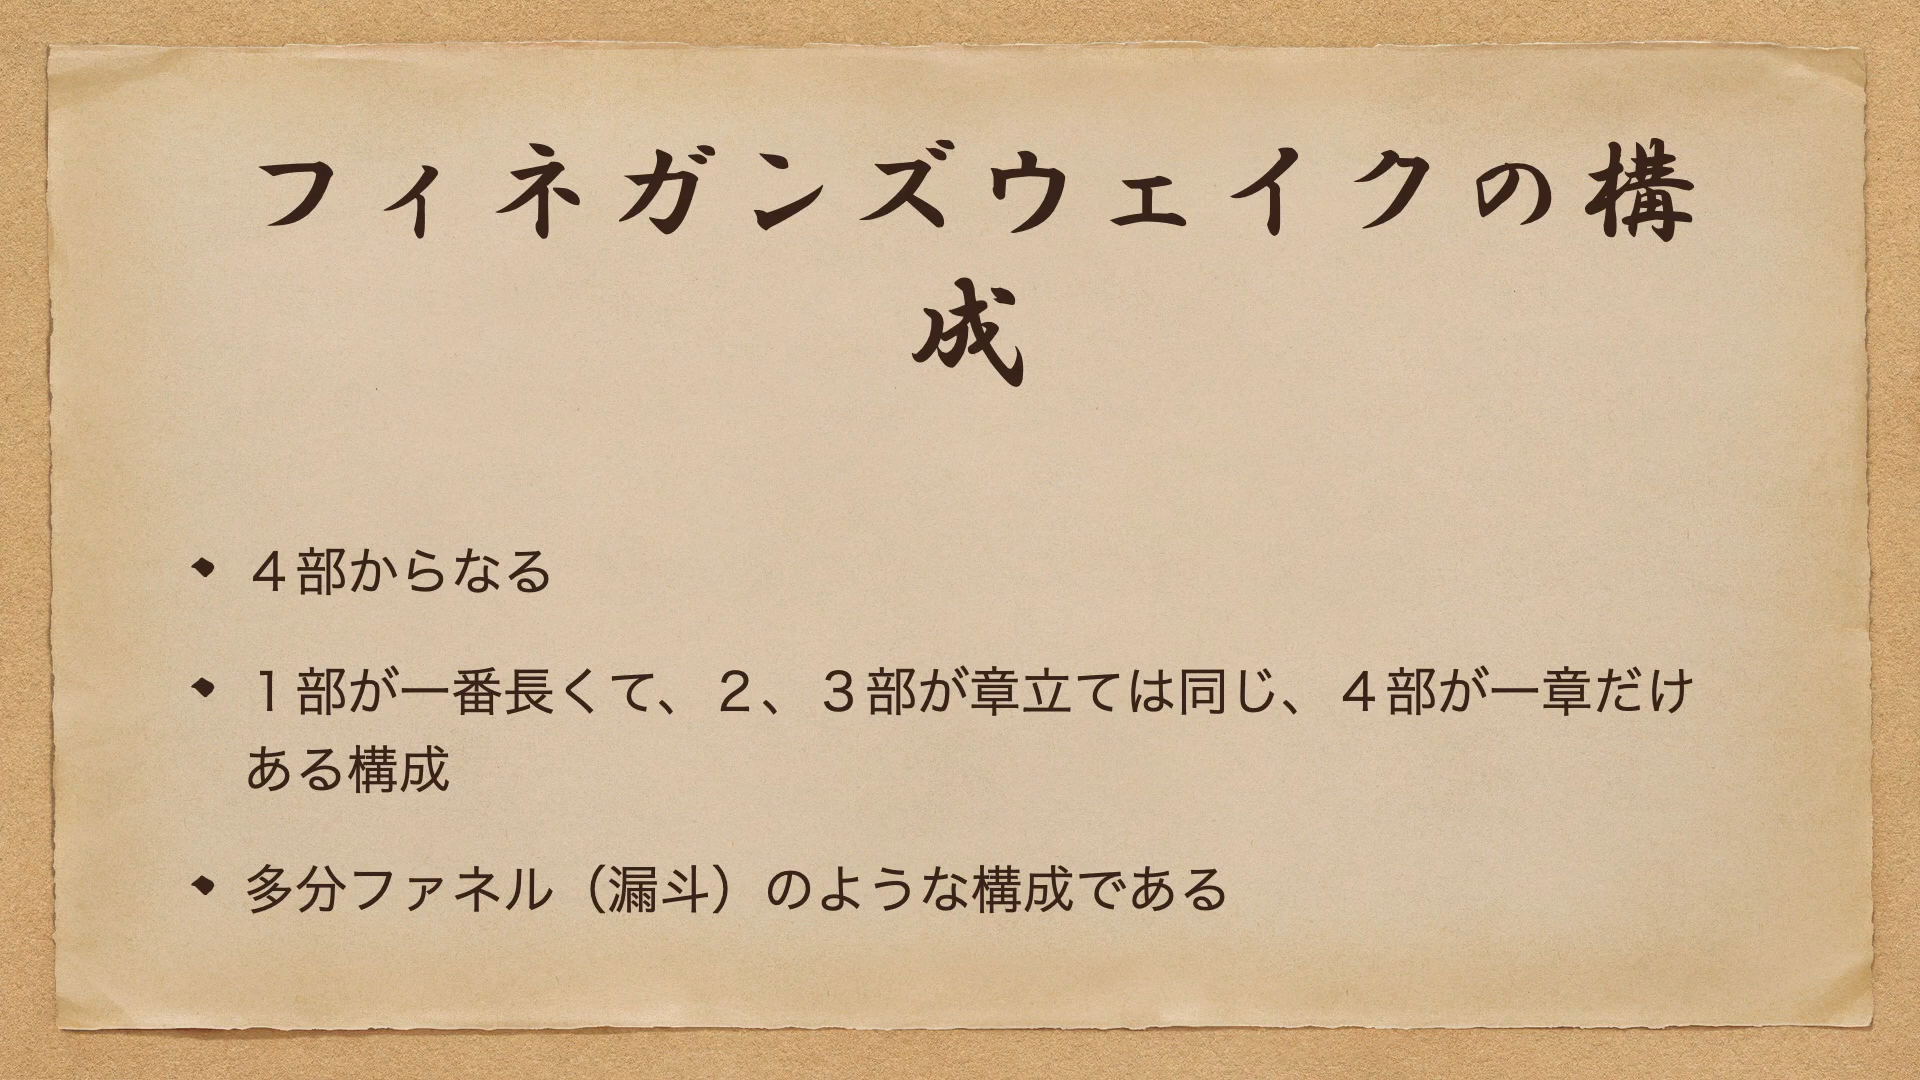 フィネガンズウェイクの構
成
• ４部からなる
• １部が一番長くて、２、３部が章立ては同じ、４部が一章だけ
ある構成
• 多分ファネル（漏斗）のような構成である